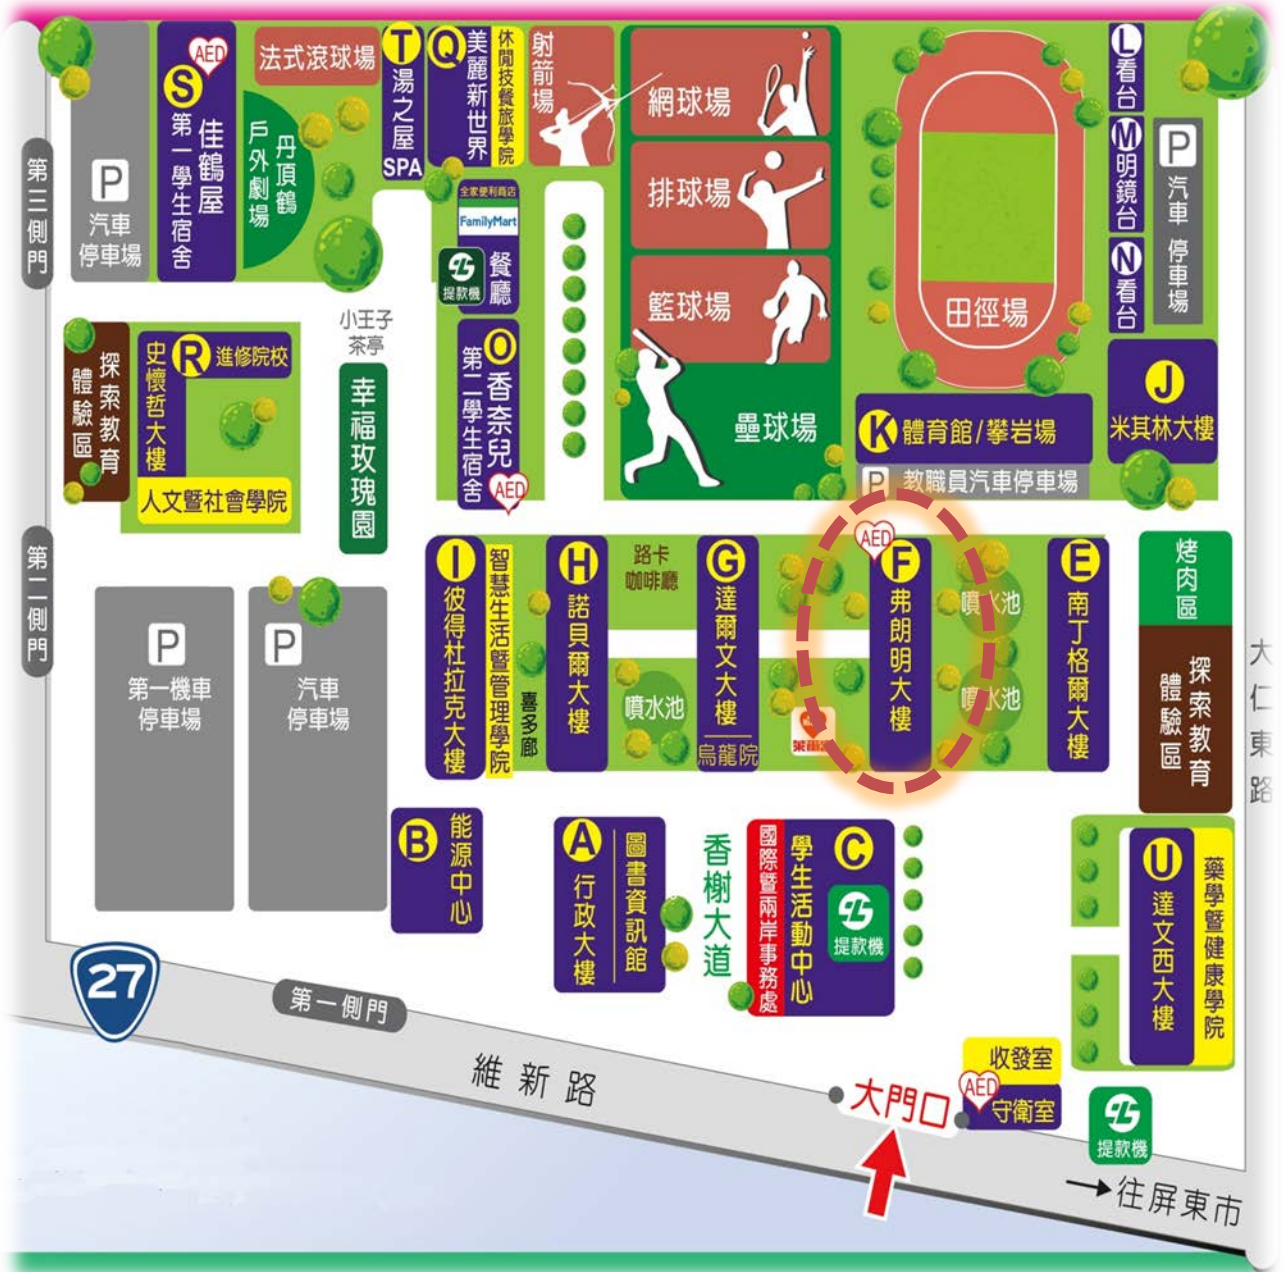 AED
S
佳鶴屋
第一學生宿舍
法式滾球場
丹頂鶴
戶外劇場
T
湯之屋
SPA
Q
美麗新世界
休閒技餐旅學院
射箭場
網球場
排球場
籃球場
壘球場
田徑場
L
看台
M
明鏡台
N
看台
P
汽車
停車場
P
汽車
停車場
第三側門
全家便利商店
FamilyMart
提款機
餐廳
小王子
茶亭
幸福玫瑰園
探索教育
體驗區
史懷哲大樓
R
進修院校
人文暨社會學院
O
香奈兒
第二學生宿舍
AED
K
體育館/攀岩場
P
教職員汽車停車場
J
米其林大樓
第二側門
P
第一機車
停車場
P
汽車
停車場
I
彼得杜拉克大樓
智慧生活暨管理學院
喜多廊
H
諾貝爾大樓
路卡
咖啡廳
噴水池
G
達爾文大樓
烏龍院
AED
F
弗朗明大樓
噴水池
噴水池
E
南丁格爾大樓
烤肉區
探索教育
體驗區
大仁東路
B
能源中心
A
行政大樓
圖書資訊館
香榭大道
國際暨兩岸事務處
學生活動中心
C
提款機
U
達文西大樓
藥學暨健康學院
27
第一側門
維新路
大門口
收發室
AED
守衛室
提款機
→往屏東市